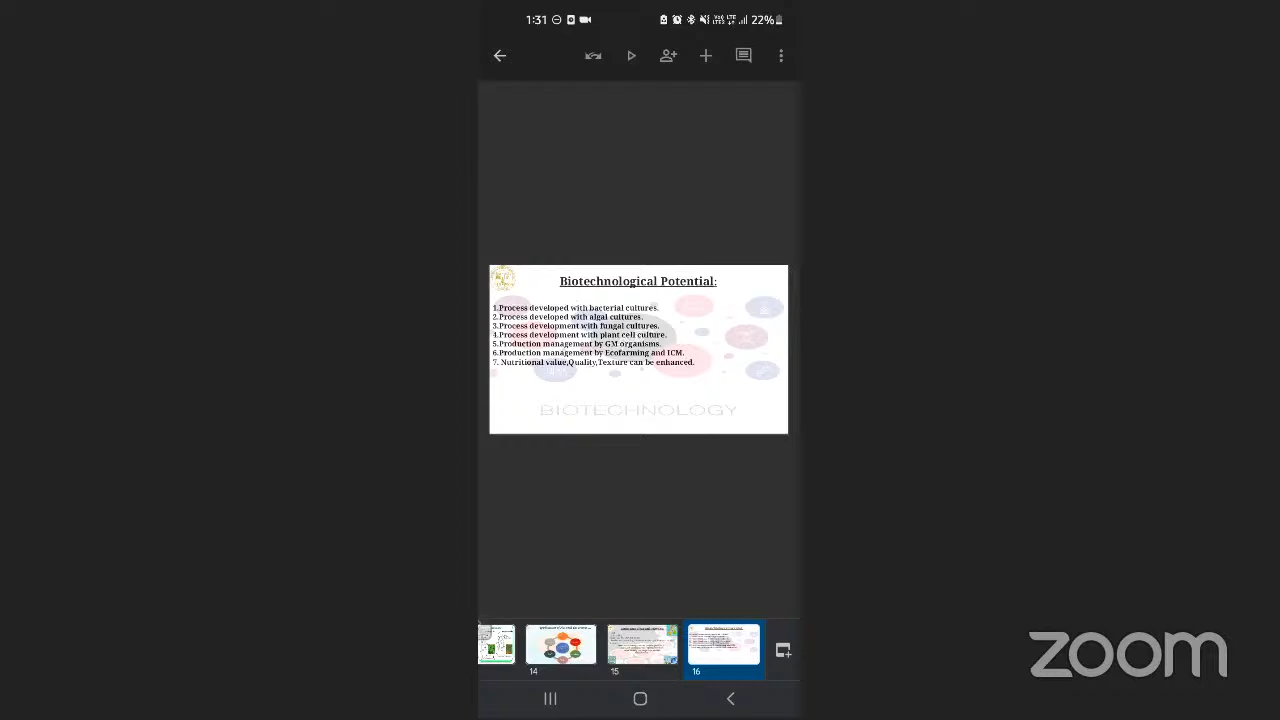 1:31
22%
Biotechnological Potential:
1.Process developed with bacterial cultures.
2.Process developed with algal cultures.
3.Process development with fungal cultures.
4.Process development with plant cell culture.
5.Production management by GM organisms.
6.Production management by Ecofarming and ICM.
7. Nutritional value,Quality,Texture can be enhanced.
BIOTECHNOLOGY
14
15
16
zoom